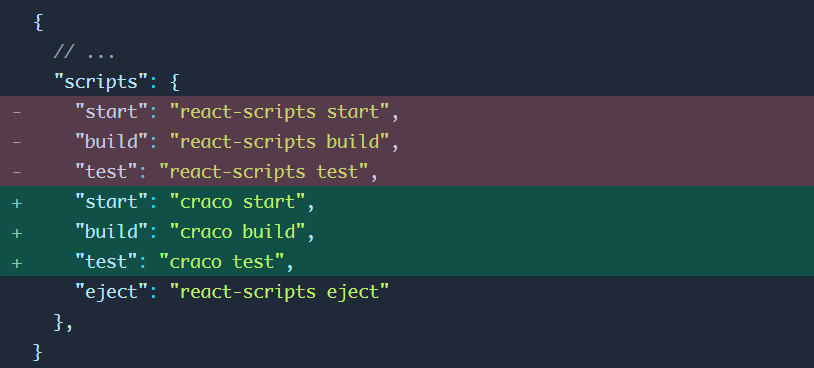 {
  // ...
  "scripts": {
-    "start": "react-scripts start",
-    "build": "react-scripts build",
-    "test": "react-scripts test",
+    "start": "craco start",
+    "build": "craco build",
+    "test": "craco test",
    "eject": "react-scripts eject"
  },
}